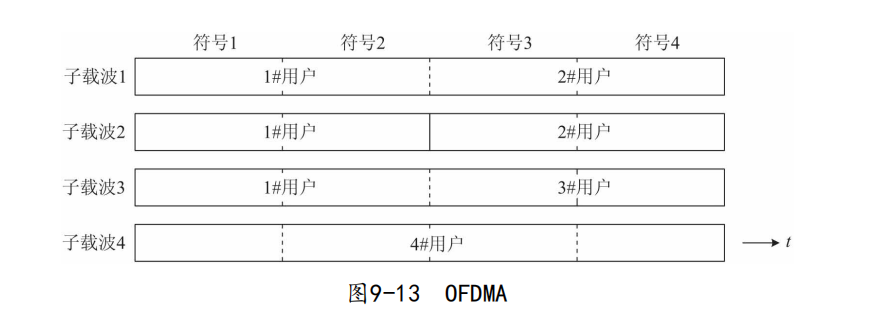 符号1 符号2 符号3 符号4
子载波1 1#用户 2#用户
子载波2 1#用户 2#用户
子载波3 1#用户 3#用户
子载波4 4#用户 t
图9-13 OFDMA